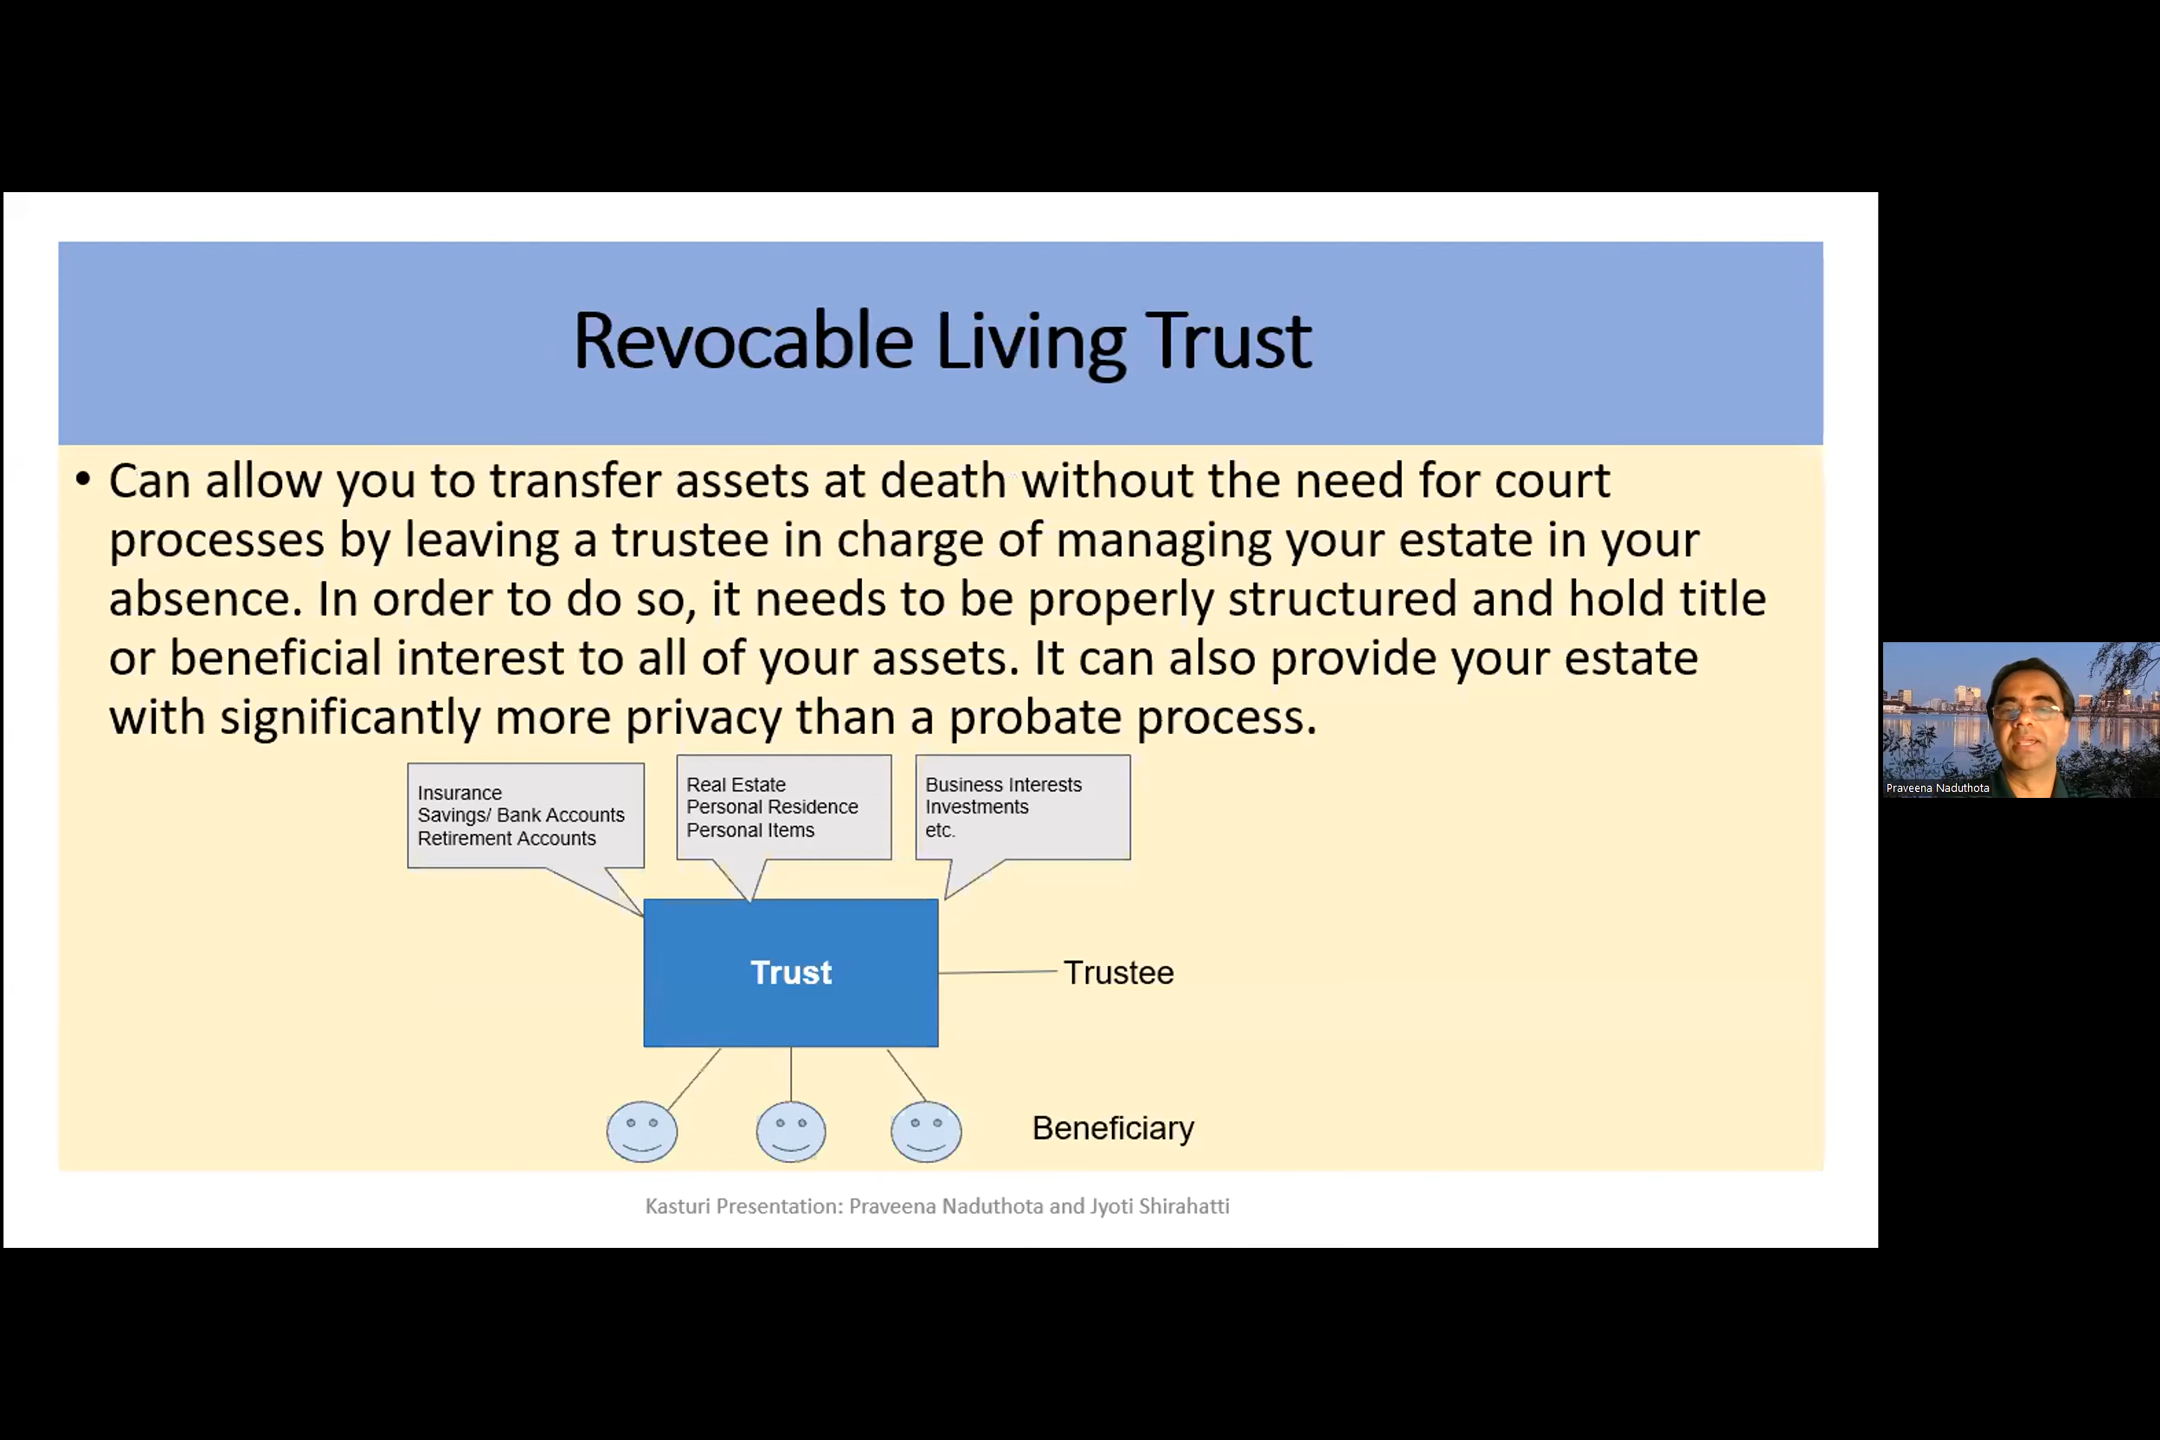 Revocable Living Trust
• Can allow you to transfer assets at death without the need for court
processes by leaving a trustee in charge of managing your estate in your
absence. In order to do so, it needs to be properly structured and hold title
or beneficial interest to all of your assets. It can also provide your estate
with significantly more privacy than a probate process.
Insurance
Savings/ Bank Accounts
Retirement Accounts
Real Estate
Personal Residence
Personal Items
Business Interests
Investments
etc.
Trust
Trustee
Beneficiary
Kasturi Presentation: Praveena Naduthota and Jyoti Shirahatti
Praveena Naduthota